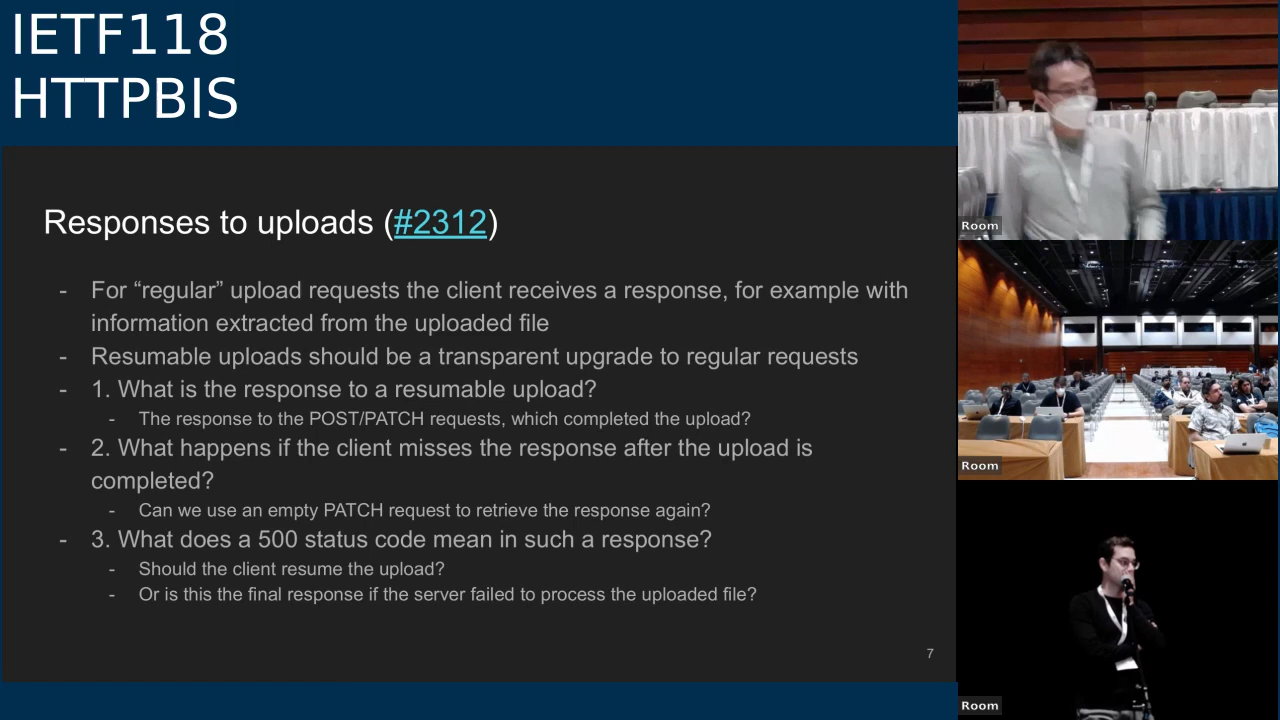 IETF118
HTTPBIS
Responses to uploads (#2312)
- For “regular” upload requests the client receives a response, for example with
information extracted from the uploaded file
- Resumable uploads should be a transparent upgrade to regular requests
- 1. What is the response to a resumable upload?
- The response to the POST/PATCH requests, which completed the upload?
- 2. What happens if the client misses the response after the upload is
completed?
- Can we use an empty PATCH request to retrieve the response again?
- 3. What does a 500 status code mean in such a response?
- Should the client resume the upload?
- Or is this the final response if the server failed to process the uploaded file?
7
Room
Room
Room